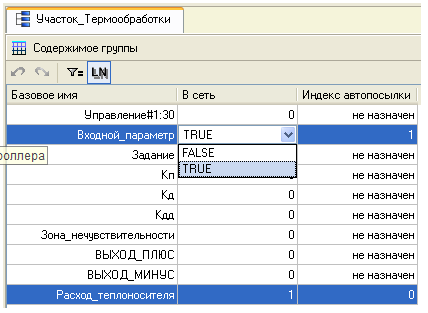 Участок_Термообработки
Содержимое группы
LN
Базовое имя В сеть Индекс автопосылки
Управление#1:30 0 не назначен
Входной_параметр TRUE 1
роллера
Задание FALSE не назначен
Кп TRUE не назначен
Кд 0 не назначен
Кдд 0 не назначен
Зона_нечувствительности 0 не назначен
ВЫХОД_ПЛЮС 0 не назначен
ВЫХОД_МИНУС 0 не назначен
Расход_теплоносителя 1 0